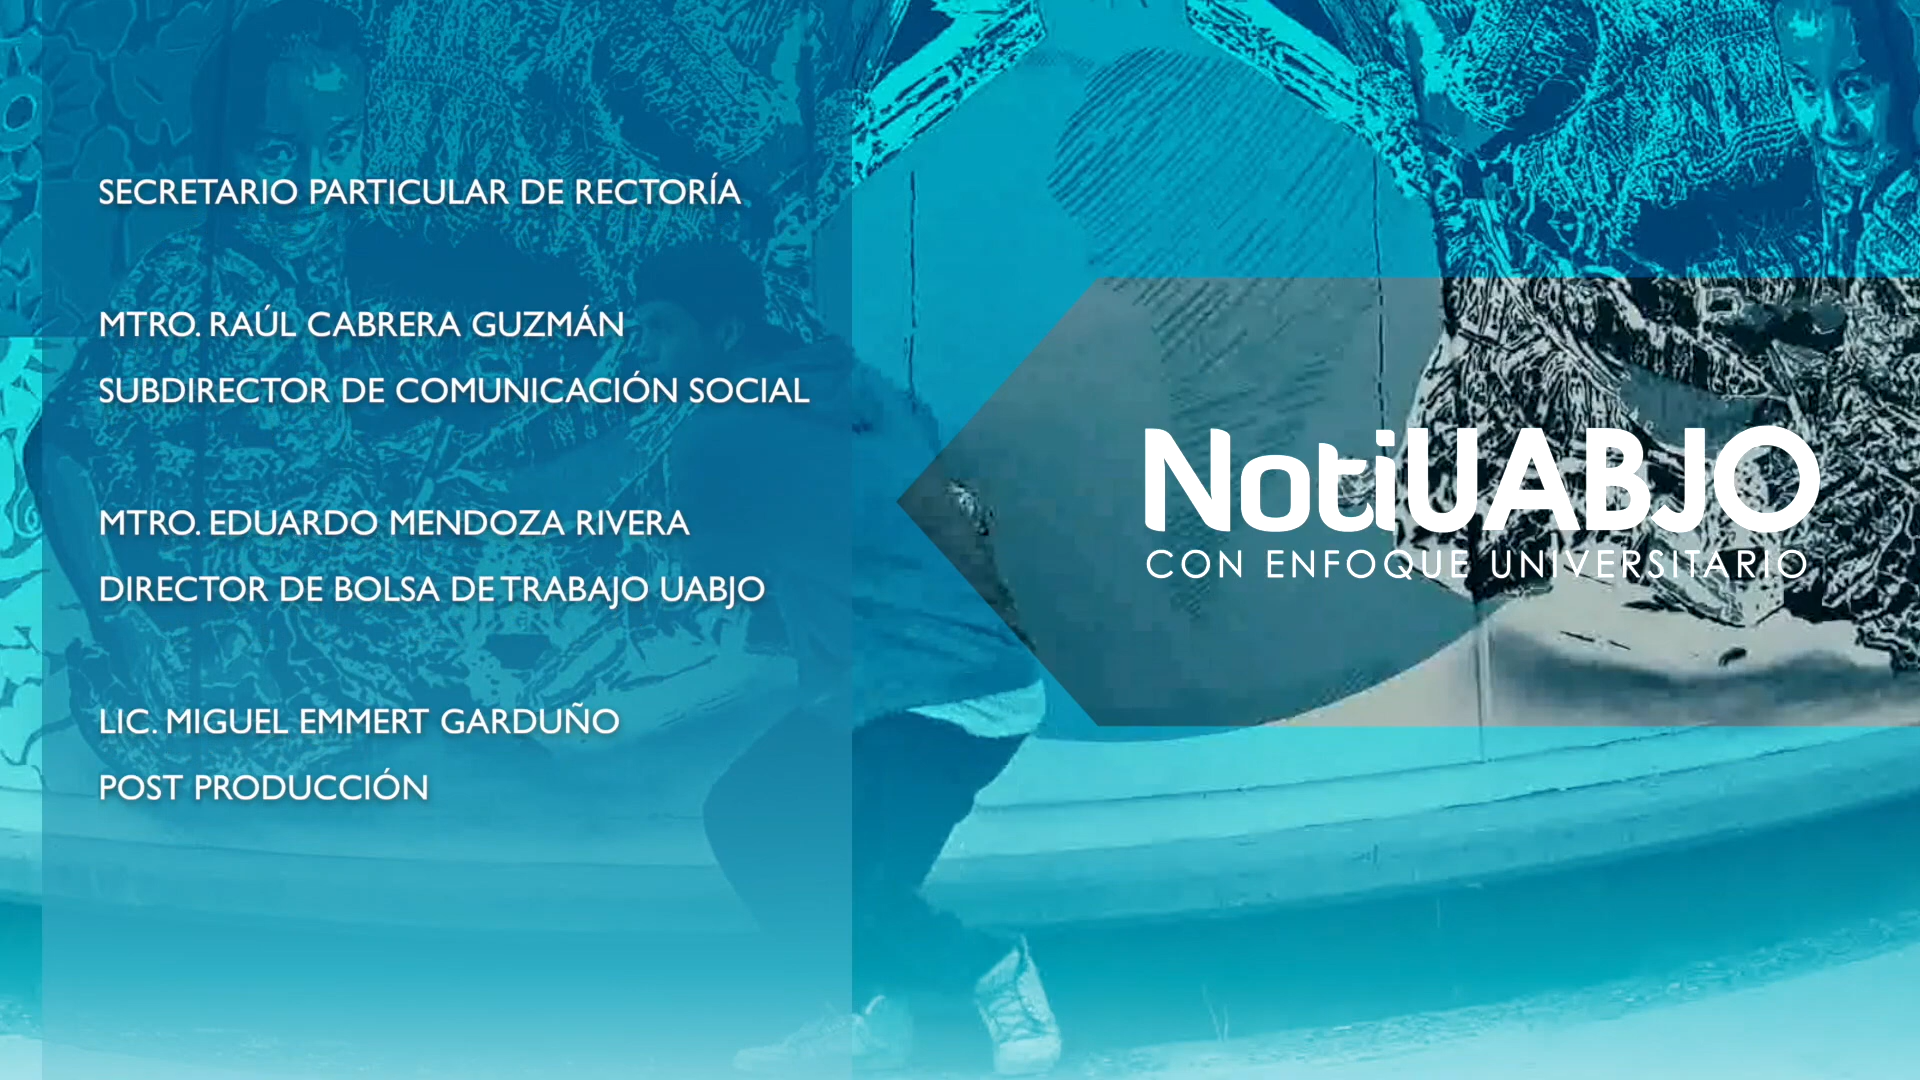 SECRETARIO PARTICULAR DE RECTORÍA
MTRO. RAÚL CABRERA GUZMÁN
SUBDIRECTOR DE COMUNICACIÓN SOCIAL
MTRO. EDUARDO MENDOZA RIVERA
DIRECTOR DE BOLSA DE TRABAJO UABJO
LIC. MIGUEL EMMERT GARDUÑO
POST PRODUCCIÓN
NotiUABJO
CON ENFOQUE UNIVERSITARIO